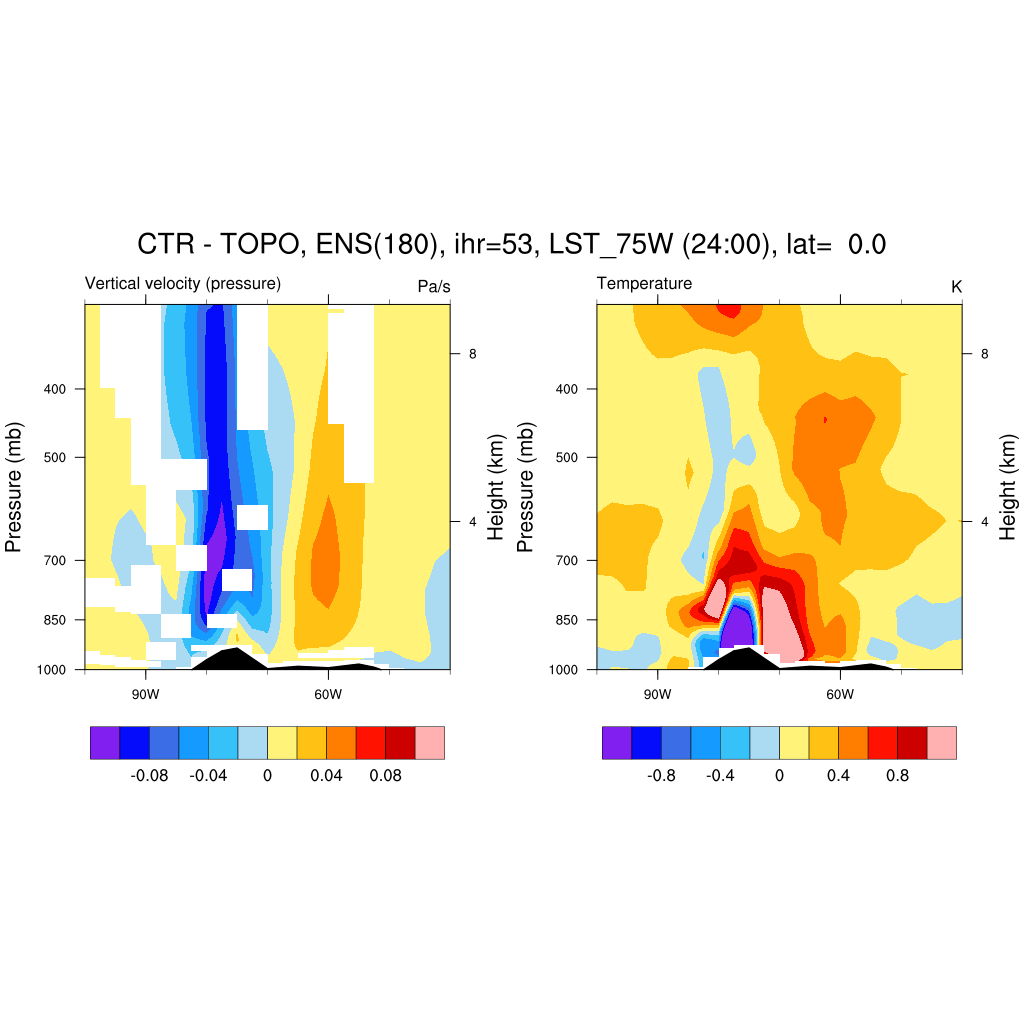 CTR - TOPO, ENS(180), ihr=53, LST_75W (24:00), lat= 0.0
Vertical velocity (pressure) Pa/s
Pressure (mb)
400
500
700
850
1000
8
4
Height (km)
90W 60W
-0.08 -0.04 0 0.04 0.08
Temperature K
Pressure (mb)
400
500
700
850
1000
8
4
Height (km)
90W 60W
-0.8 -0.4 0 0.4 0.8